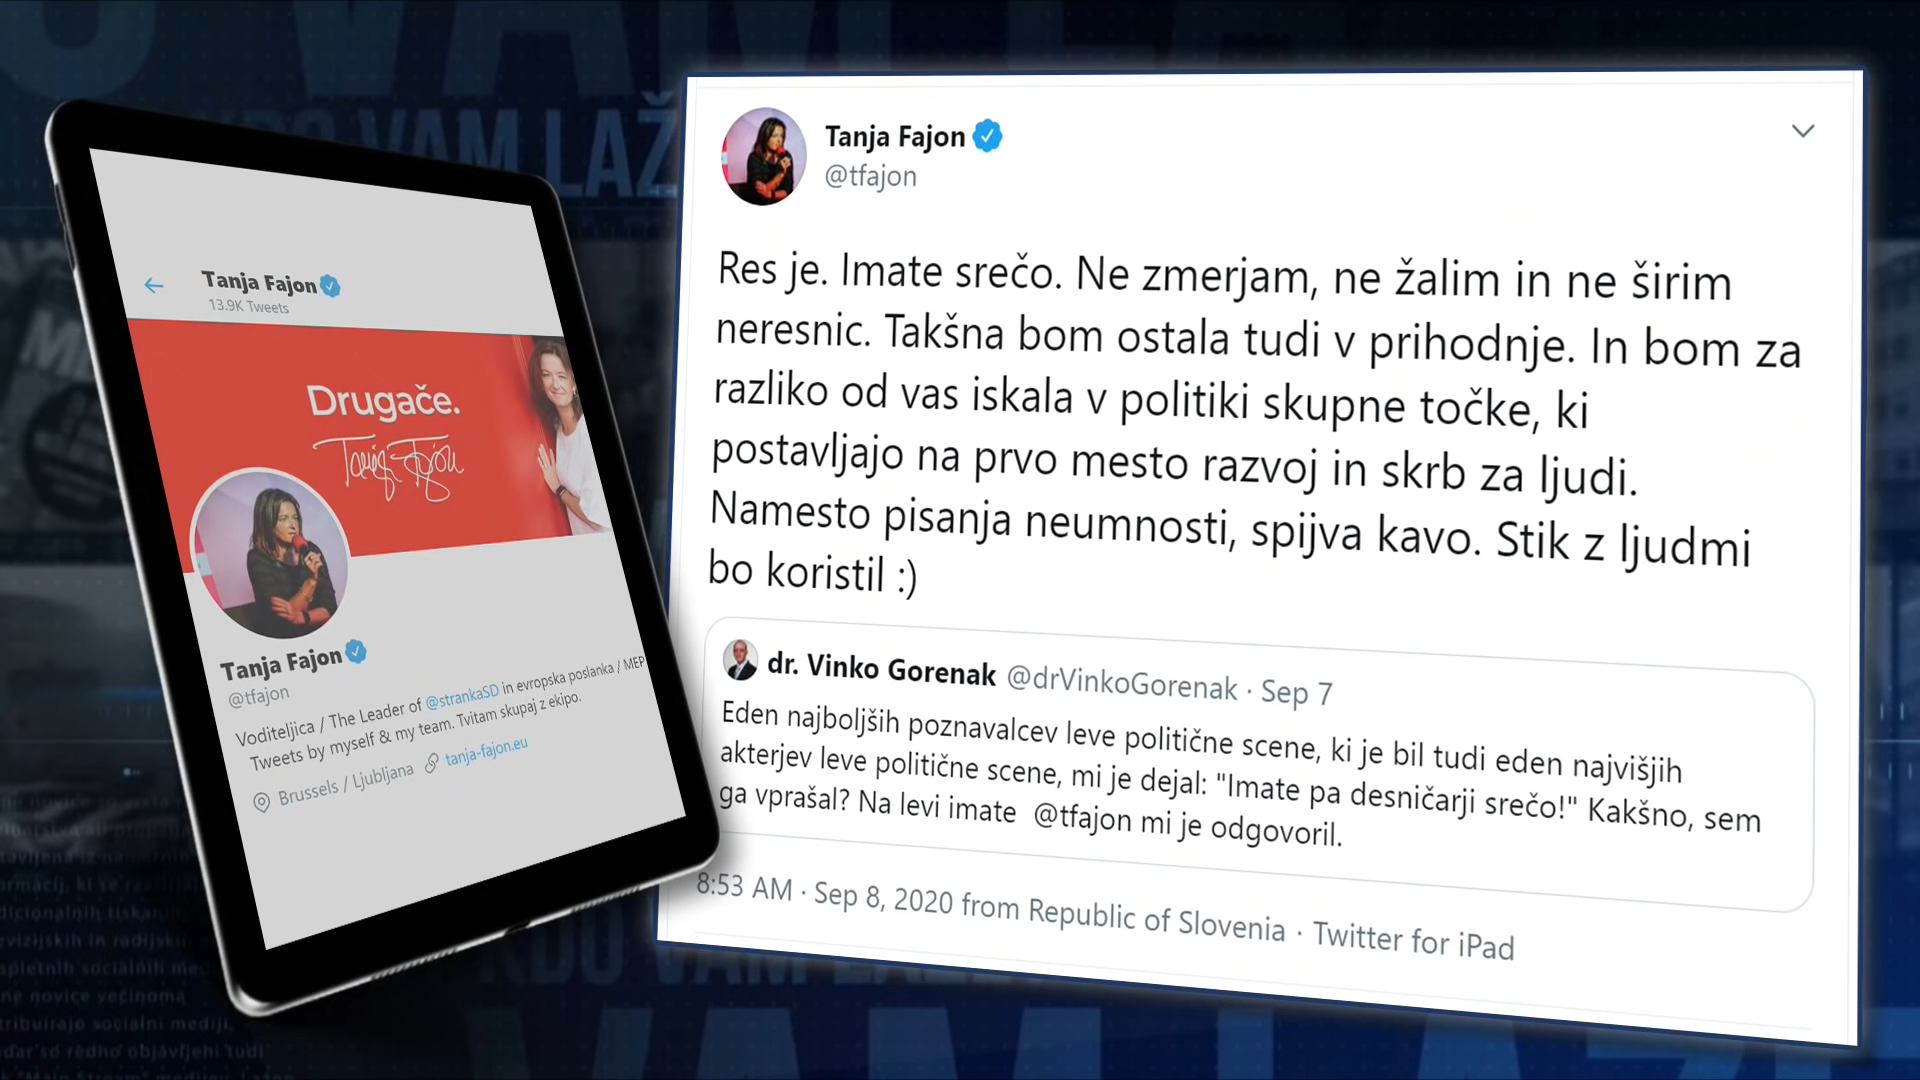 KDO VAM LAŽ
Tanja Fajon
13.9K Tweets
Drugače.
Tanja Fajon
Tanja Fajon
@tfajon
Voditeljica / The Leader of @strankaSD in evropska poslanka / MEP
Tweets by myself & my team. Tvitam skupaj z ekipo.
Brussels / Ljubljana tanja-fajon.eu
Tanja Fajon
@tfajon
Res je. Imate srečo. Ne zmerjam, ne žalim in ne širim
neresnic. Takšna bom ostala tudi v prihodnje. In bom za
razliko od vas iskala v politiki skupne točke, ki
postavljajo na prvo mesto razvoj in skrb za ljudi.
Namesto pisanja neumnosti, spijva kavo. Stik z ljudmi
bo koristil :)
dr. Vinko Gorenak @drVinkoGorenak · Sep 7
Eden najboljših poznavalcev leve politične scene, ki je bil tudi eden najvišjih
akterjev leve politične scene, mi je dejal: "Imate pa desničarji srečo!" Kakšno, sem
ga vprašal? Na levi imate @tfajon mi je odgovoril.
8:53 AM · Sep 8, 2020 from Republic of Slovenia · Twitter for iPad